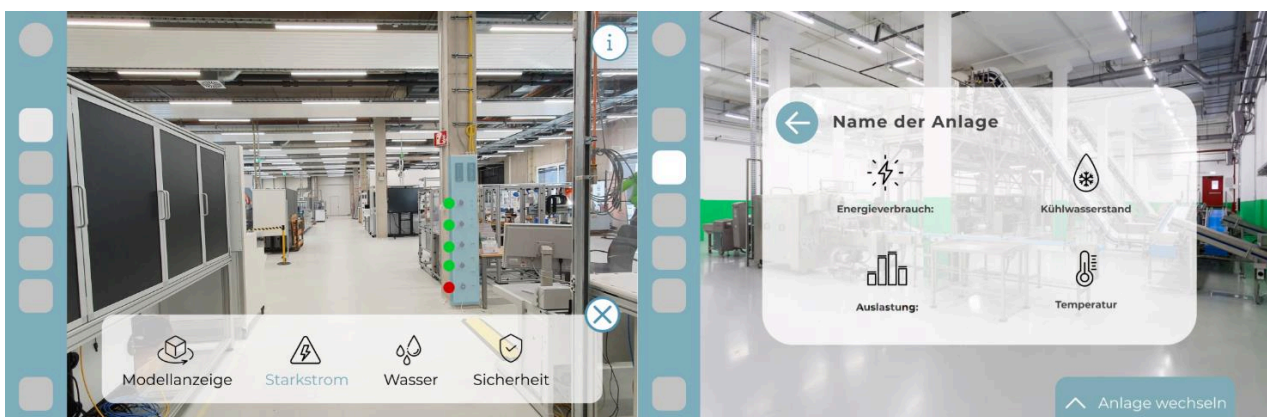 i
Modellanzeige
Starkstrom
Wasser
Sicherheit
Name der Anlage
Energieverbrauch:
Kühlwasserstand
Auslastung:
Temperatur
Anlage wechseln